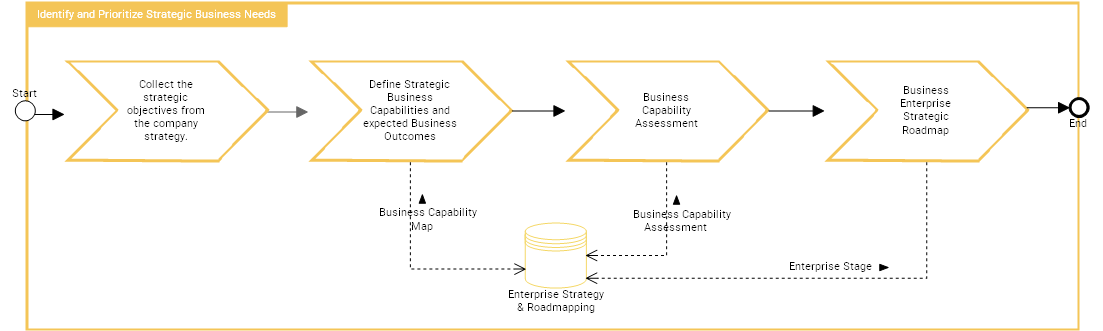 Identify and Prioritize Strategic Business Needs
Start
Collect the
strategic
objectives from
the company
strategy.
Define Strategic
Business
Capabilities and
expected Business
Outcomes
Business
Capability
Assessment
Business
Enterprise
Strategic
Roadmap
End
Business Capability
Map
Business Capability
Assessment
Enterprise Stage
Enterprise Strategy
& Roadmapping